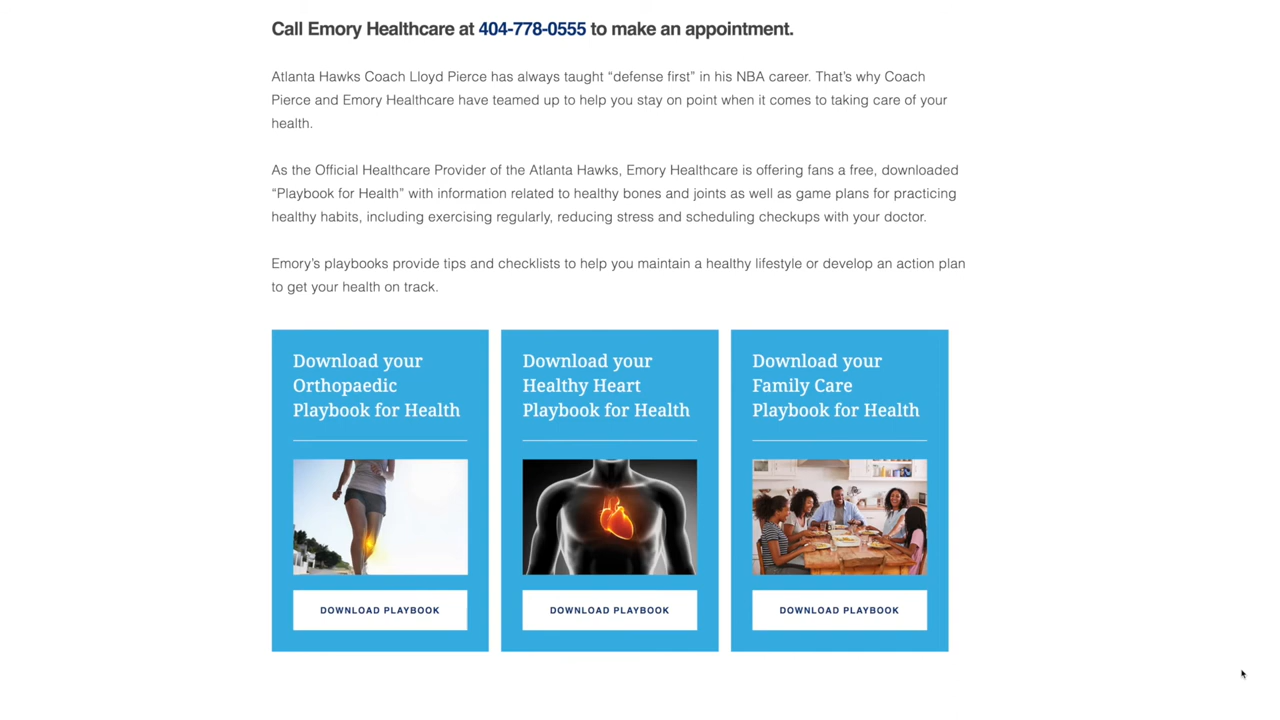 Call Emory Healthcare at 404-778-0555 to make an appointment.
Atlanta Hawks Coach Lloyd Pierce has always taught “defense first” in his NBA career. That’s why Coach
Pierce and Emory Healthcare have teamed up to help you stay on point when it comes to taking care of your
health.
As the Official Healthcare Provider of the Atlanta Hawks, Emory Healthcare is offering fans a free, downloaded
“Playbook for Health” with information related to healthy bones and joints as well as game plans for practicing
healthy habits, including exercising regularly, reducing stress and scheduling checkups with your doctor.
Emory’s playbooks provide tips and checklists to help you maintain a healthy lifestyle or develop an action plan
to get your health on track.
Download your
Orthopaedic
Playbook for Health
DOWNLOAD PLAYBOOK
Download your
Healthy Heart
Playbook for Health
DOWNLOAD PLAYBOOK
Download your
Family Care
Playbook for Health
DOWNLOAD PLAYBOOK